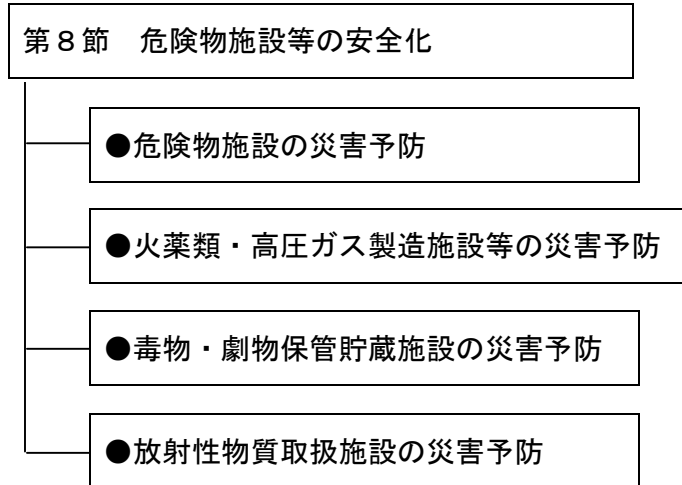 第８節　危険物施設等の安全化
●危険物施設の災害予防
●火薬類・高圧ガス製造施設等の災害予防
●毒物・劇物保管貯蔵施設の災害予防
●放射性物質取扱施設の災害予防